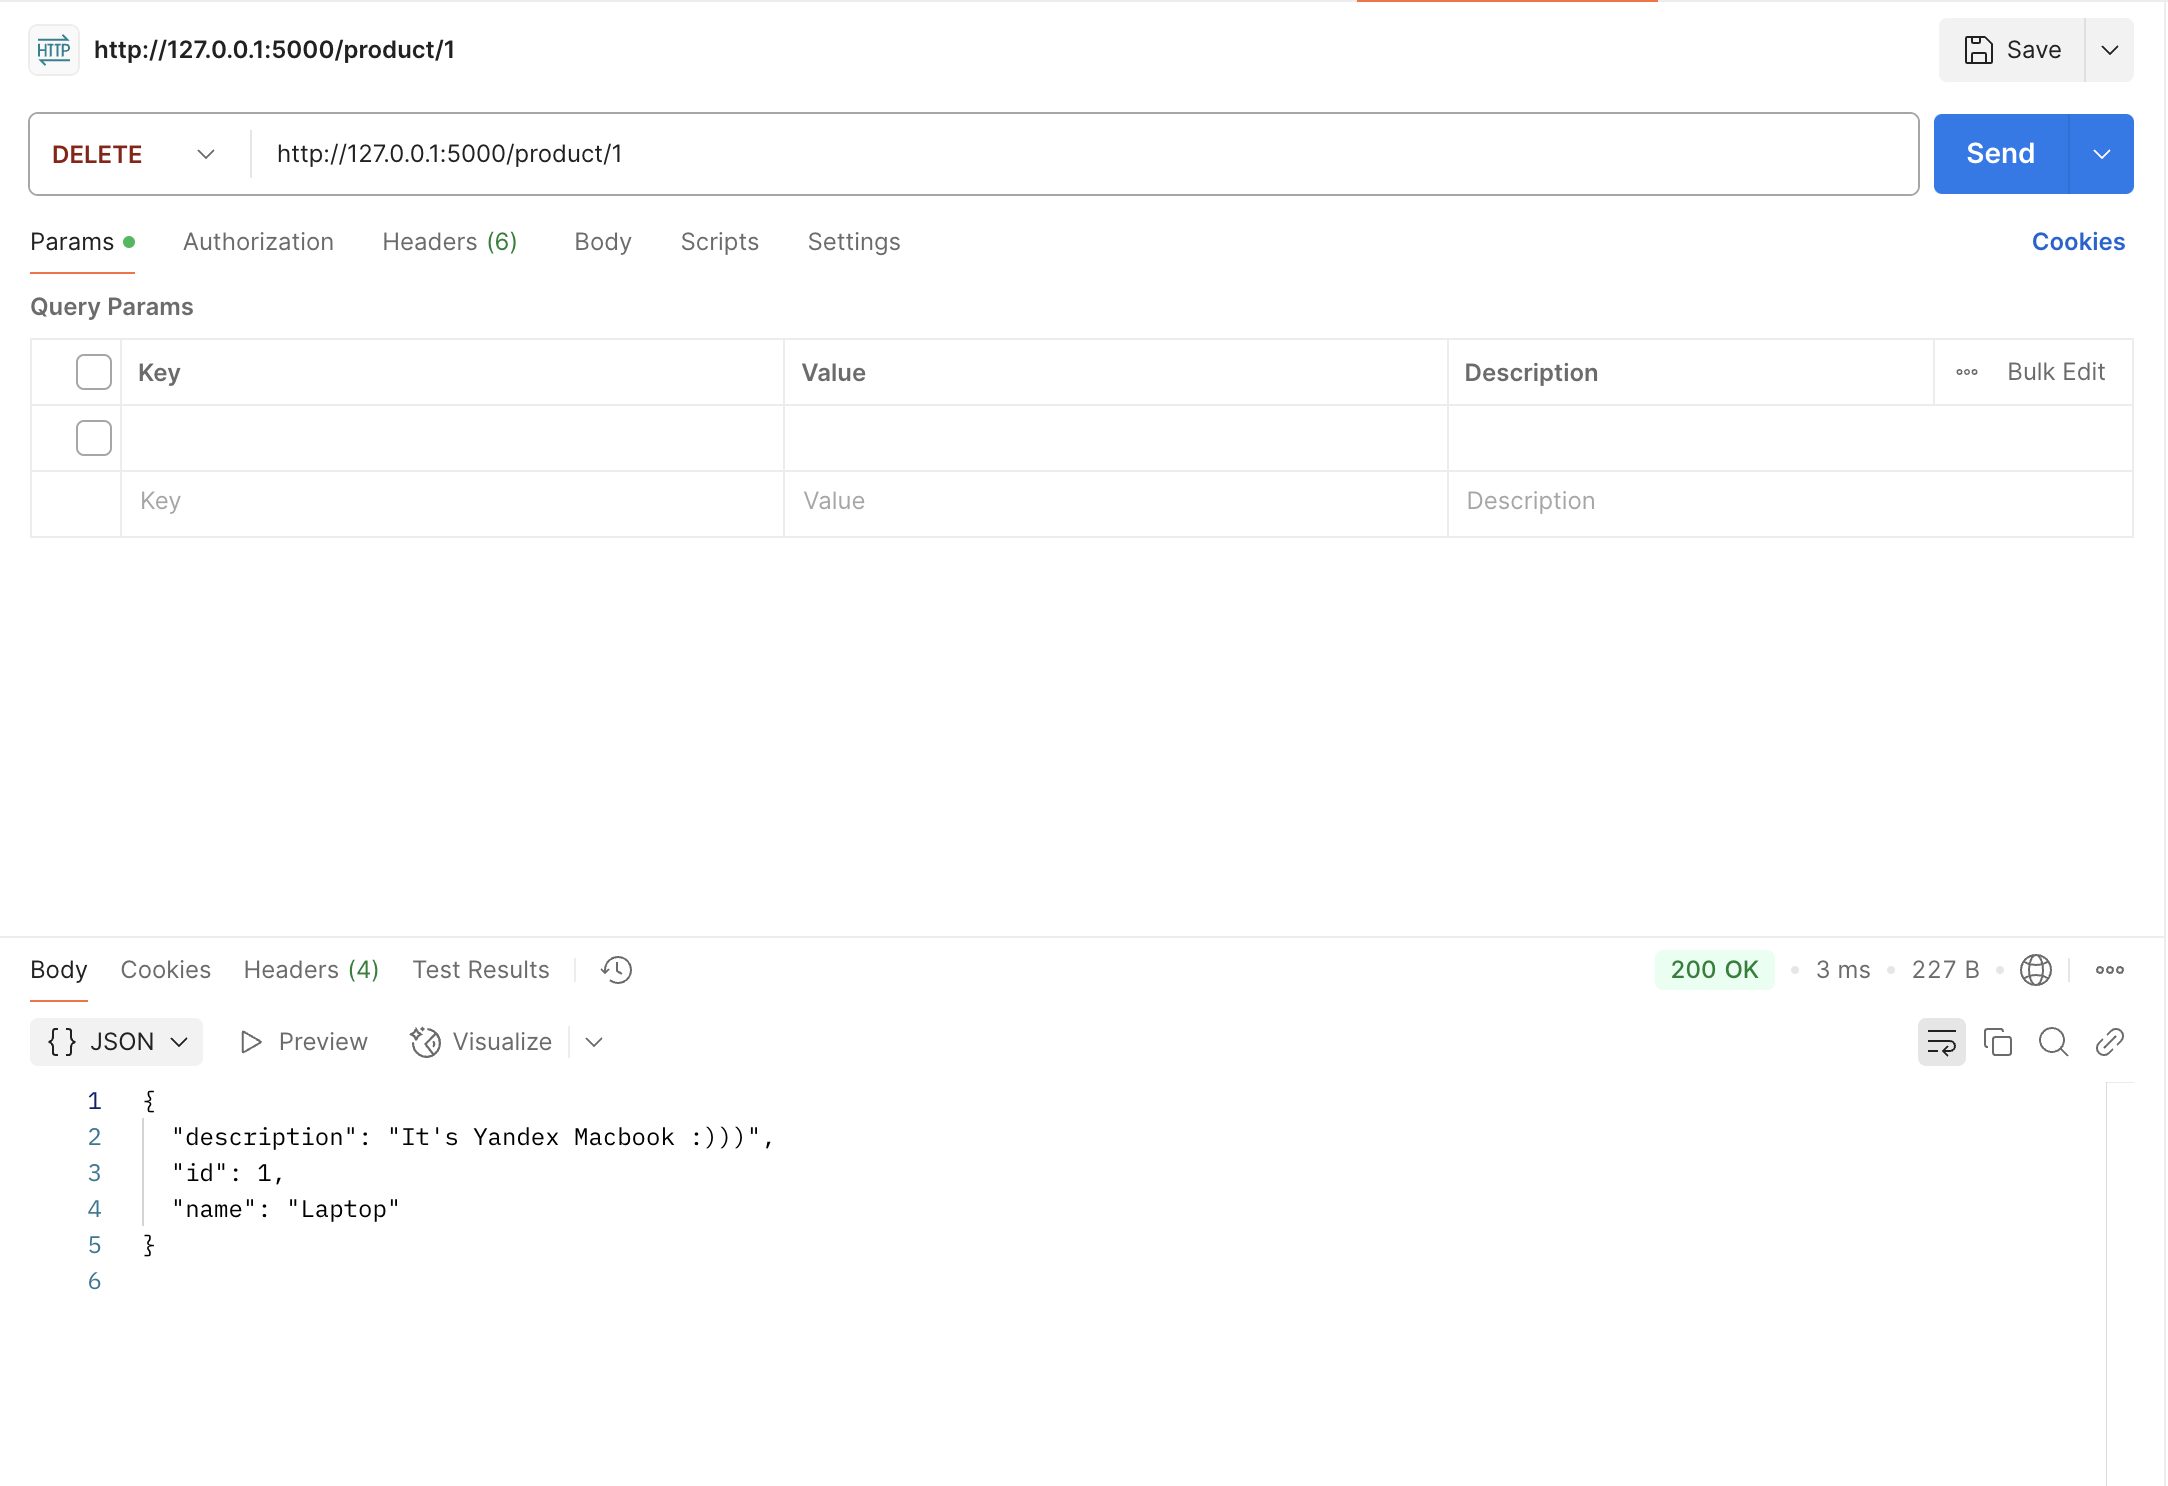 HTTP http://127.0.0.1:5000/product/1 Save
DELETE http://127.0.0.1:5000/product/1 Send
Params Authorization Headers (6) Body Scripts Settings Cookies
Query Params
Key Value Description Bulk Edit
Key Value Description
Body Cookies Headers (4) Test Results 200 OK 3 ms 227 B
{} JSON Preview Visualize
1 {
2 "description": "It's Yandex Macbook :)))",
3 "id": 1,
4 "name": "Laptop"
5 }
6